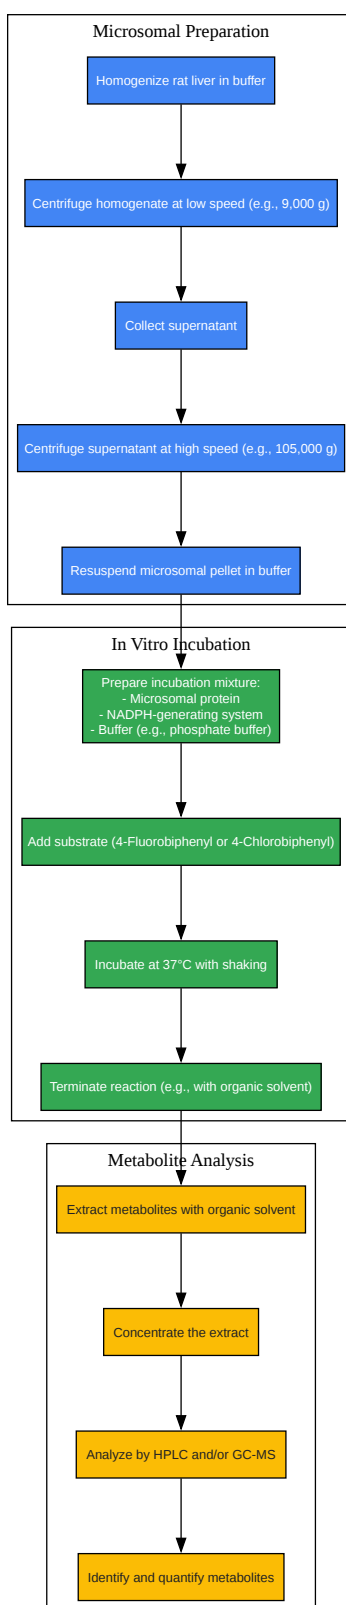 Microsomal Preparation
Homogenize rat liver in buffer
Centrifuge homogenate at low speed (e.g., 9,000 g)
Collect supernatant
Centrifuge supernatant at high speed (e.g., 105,000 g)
Resuspend microsomal pellet in buffer
In Vitro Incubation
Prepare incubation mixture:
- Microsomal protein
- NADPH-generating system
- Buffer (e.g., phosphate buffer)
Add substrate (4-Fluorobiphenyl or 4-Chlorobiphenyl)
Incubate at 37°C with shaking
Terminate reaction (e.g., with organic solvent)
Metabolite Analysis
Extract metabolites with organic solvent
Concentrate the extract
Analyze by HPLC and/or GC-MS
Identify and quantify metabolites